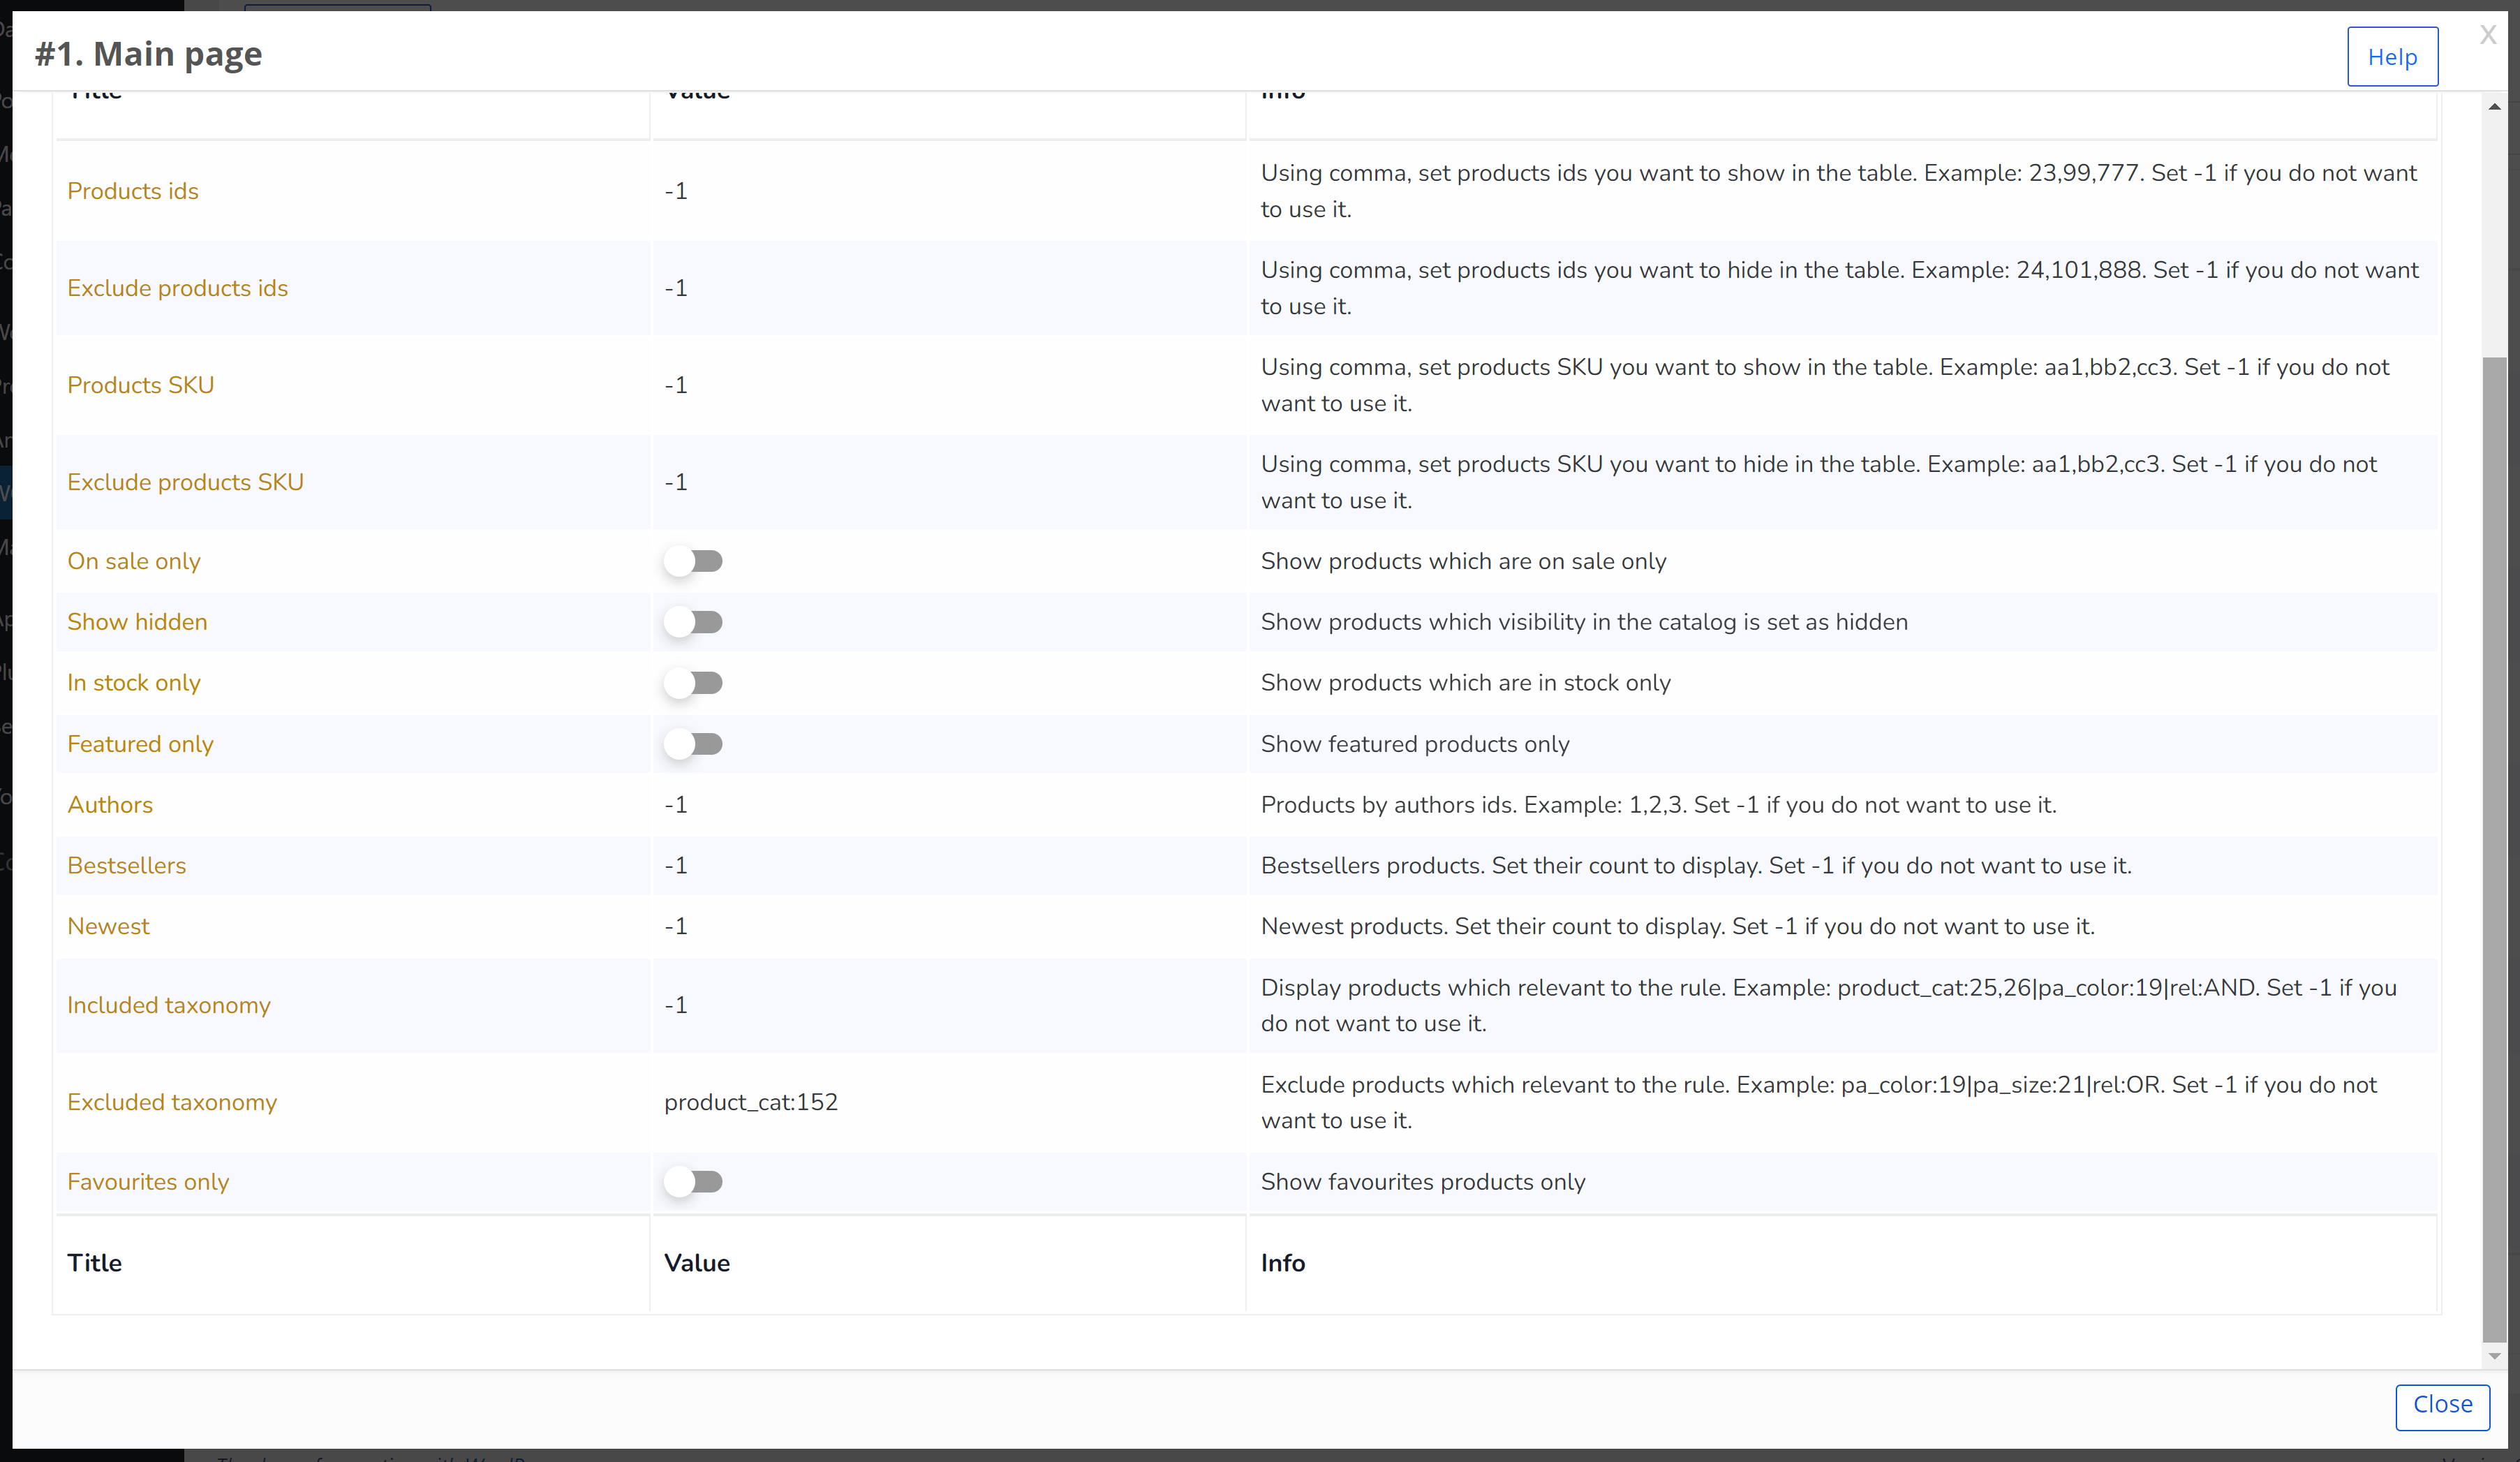 #1. Main page
Help
X
Title
Value
Info
Products ids
-1
Using comma, set products ids you want to show in the table. Example: 23,99,777. Set -1 if you do not want
to use it.
Exclude products ids
-1
Using comma, set products ids you want to hide in the table. Example: 24,101,888. Set -1 if you do not want
to use it.
Products SKU
-1
Using comma, set products SKU you want to show in the table. Example: aa1,bb2,cc3. Set -1 if you do not
want to use it.
Exclude products SKU
-1
Using comma, set products SKU you want to hide in the table. Example: aa1,bb2,cc3. Set -1 if you do not
want to use it.
On sale only
Show products which are on sale only
Show hidden
Show products which visibility in the catalog is set as hidden
In stock only
Show products which are in stock only
Featured only
Show featured products only
Authors
-1
Products by authors ids. Example: 1,2,3. Set -1 if you do not want to use it.
Bestsellers
-1
Bestsellers products. Set their count to display. Set -1 if you do not want to use it.
Newest
-1
Newest products. Set their count to display. Set -1 if you do not want to use it.
Included taxonomy
-1
Display products which relevant to the rule. Example: product_cat:25,26|pa_color:19|rel:AND. Set -1 if you
do not want to use it.
Excluded taxonomy
product_cat:152
Exclude products which relevant to the rule. Example: pa_color:19|pa_size:21|rel:OR. Set -1 if you do not
want to use it.
Favourites only
Show favourites products only
Title
Value
Info
Close